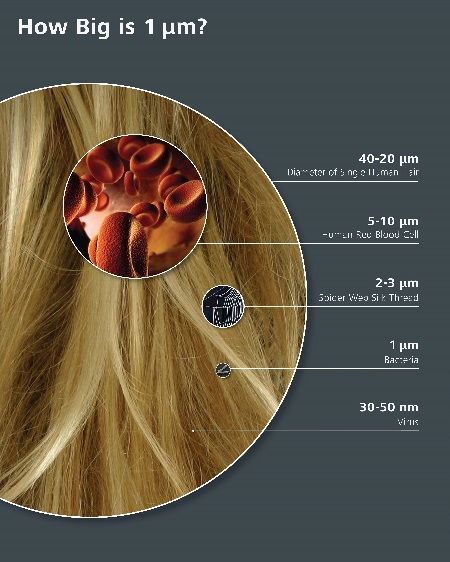 How Big is 1 µm?
40-20 µm
Diameter of Single Human Hair
5-10 µm
Human Red Blood Cell
2-3 µm
Spider Web Silk Thread
1 µm
Bacteria
30-50 nm
Virus